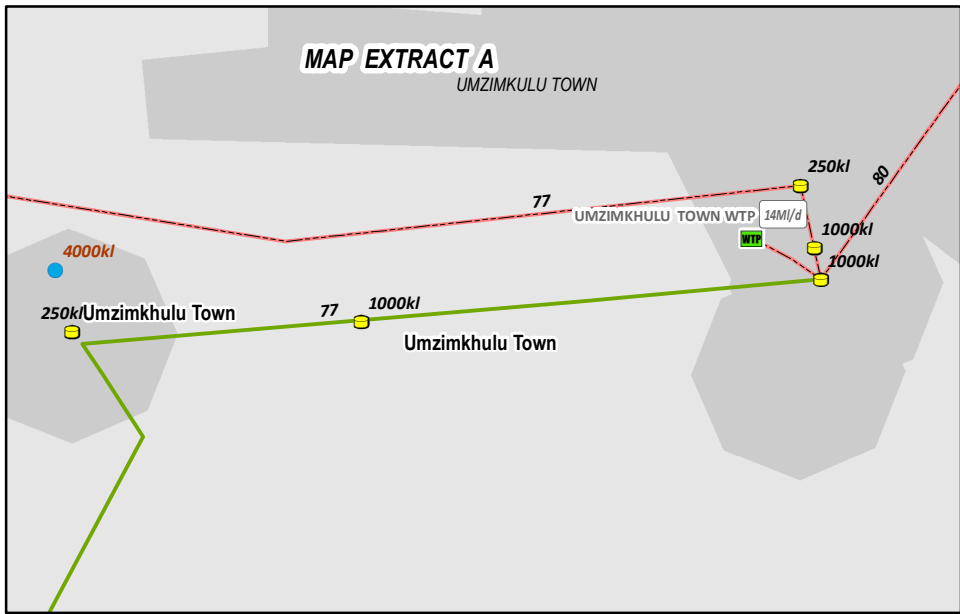 MAP EXTRACT A
UMZIMKULU TOWN
250kl
80
77
UMZIMKHULU TOWN WTP
14Ml/d
WTP
1000kl
1000kl
4000kl
250kl
Umzimkhulu Town
77
1000kl
Umzimkhulu Town